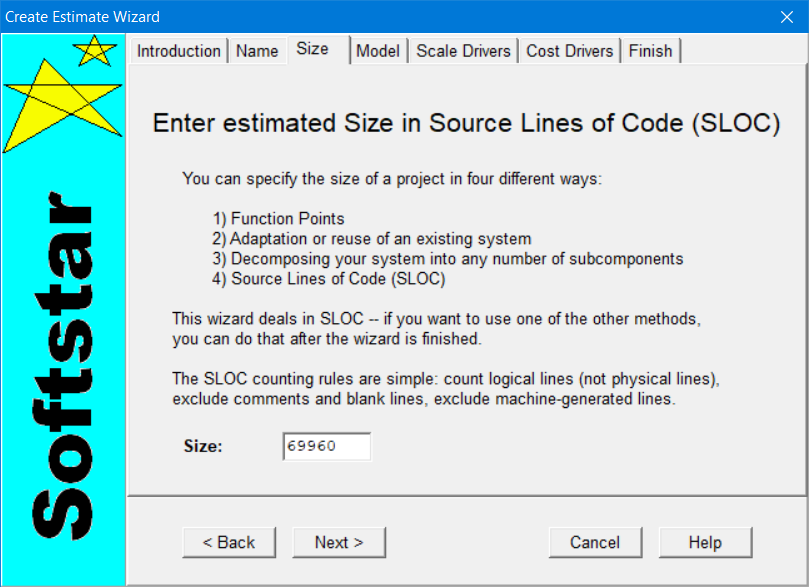 Create Estimate Wizard
Softstar
Introduction Name Size Model Scale Drivers Cost Drivers Finish
Enter estimated Size in Source Lines of Code (SLOC)
You can specify the size of a project in four different ways:
1) Function Points
2) Adaptation or reuse of an existing system
3) Decomposing your system into any number of subcomponents
4) Source Lines of Code (SLOC)
This wizard deals in SLOC -- if you want to use one of the other methods,
you can do that after the wizard is finished.
The SLOC counting rules are simple: count logical lines (not physical lines),
exclude comments and blank lines, exclude machine-generated lines.
Size: 69960
< Back Next > Cancel Help